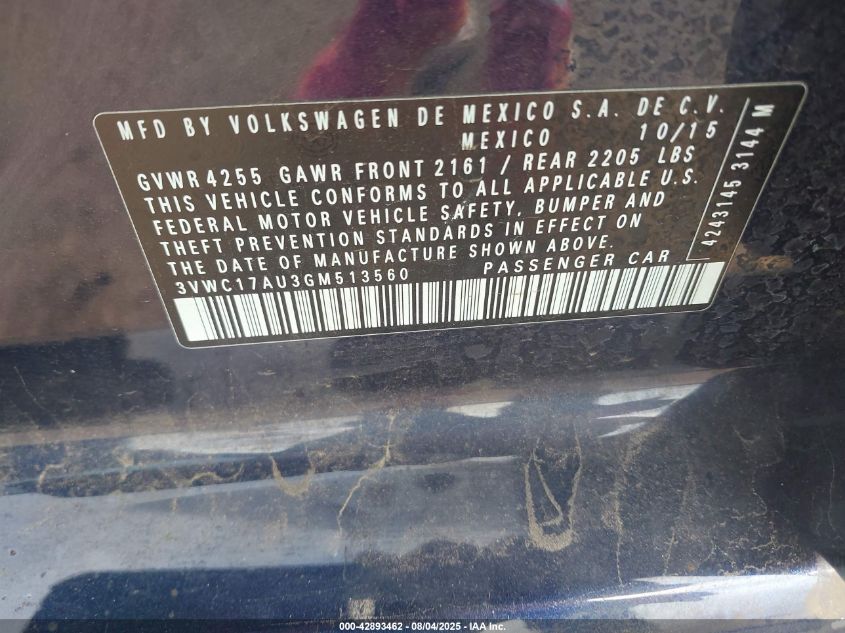 MFD BY VOLKSWAGEN DE MEXICO S.A. DE C.V.
MEXICO 10/15
GVWR 4255 GAWR FRONT 2161 / REAR 2205 LBS
THIS VEHICLE CONFORMS TO ALL APPLICABLE U.S.
FEDERAL MOTOR VEHICLE SAFETY, BUMPER AND
THEFT PREVENTION STANDARDS IN EFFECT ON
THE DATE OF MANUFACTURE SHOWN ABOVE.
3VWC17AU3GM513560 PASSENGER CAR
4243145 3144 M
000-42893462 - 08/04/2025 - IAA Inc.